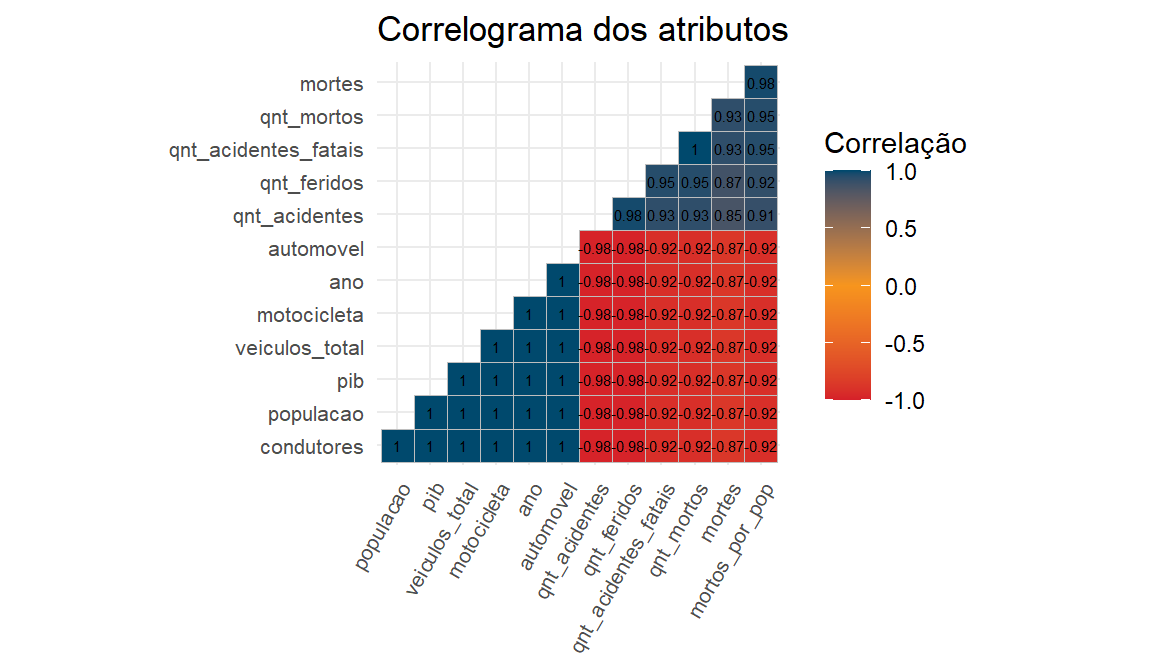 Correlograma dos atributos
mortes 0.98
qnt_mortos 0.93 0.95
qnt_acidentes_fatais 1 0.93 0.95
qnt_feridos 0.95 0.95 0.87 0.92
qnt_acidentes 0.98 0.93 0.93 0.85 0.91
automovel -0.98 -0.98 -0.92 -0.92 -0.87 -0.92
ano 1 -0.98 -0.98 -0.92 -0.92 -0.87 -0.92
motocicleta 1 1 -0.98 -0.98 -0.92 -0.92 -0.87 -0.92
veiculos_total 1 1 1 -0.98 -0.98 -0.92 -0.92 -0.87 -0.92
pib 1 1 1 1 -0.98 -0.98 -0.92 -0.92 -0.87 -0.92
populacao 1 1 1 1 1 -0.98 -0.98 -0.92 -0.92 -0.87 -0.92
condutores 1 1 1 1 1 1 -0.98 -0.98 -0.92 -0.92 -0.87 -0.92
populacao
pib
veiculos_total
motocicleta
ano
automovel
qnt_acidentes
qnt_feridos
qnt_acidentes_fatais
qnt_mortos
mortes
mortos_por_pop
Correlação
1.0
0.5
0.0
-0.5
-1.0